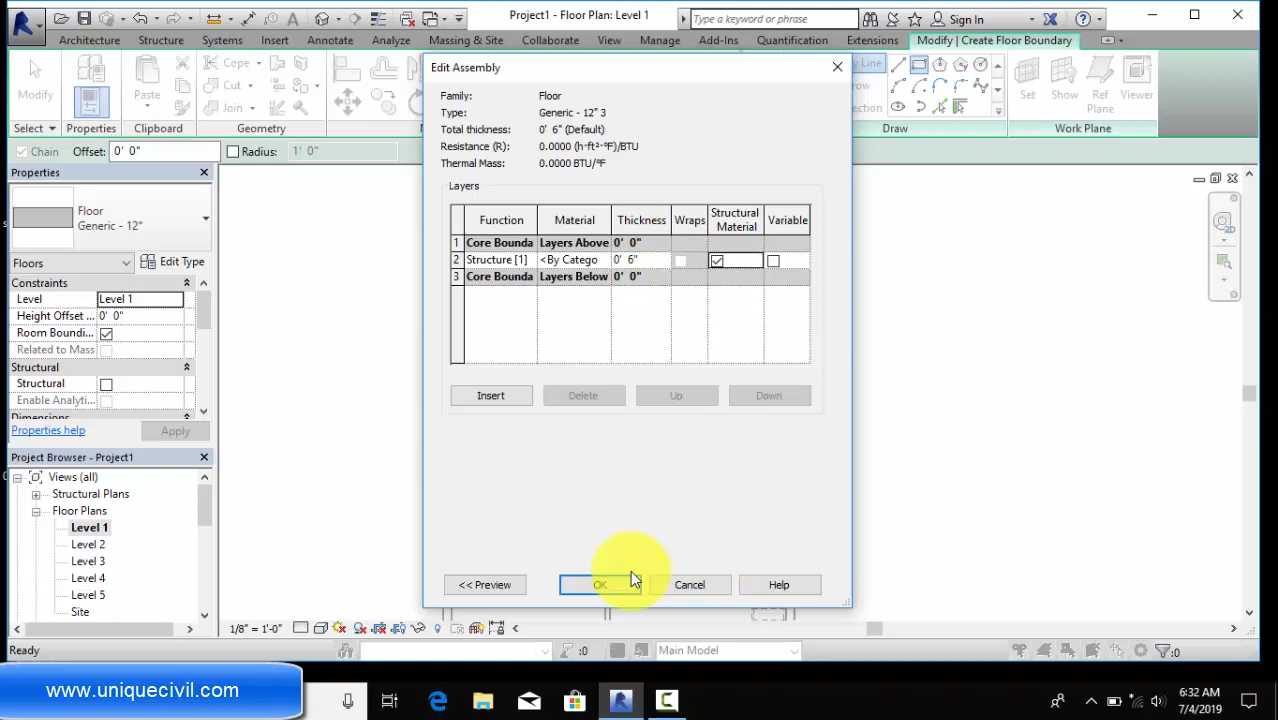 Project1 - Floor Plan: Level 1
Type a keyword or phrase
Sign In
Architecture Structure Systems Insert Annotate Analyze Massing & Site Collaborate View Manage Add-Ins Quantification Extensions Modify | Create Floor Boundary
Modify
Paste
Cope
Cut
Join
Set
Show
Ref
Plane
Viewer
Select
Properties
Clipboard
Geometry
Draw
Work Plane
Chain Offset: 0' 0" Radius: 1' 0"
Properties
Floor
Generic - 12"
Floors
Edit Type
Constraints
Level Level 1
Height Offset ... 0' 0"
Room Boundi...
Related to Mass
Structural
Structural
Enable Analyti...
Dimensions
Properties help
Apply
Project Browser - Project1
Views (all)
Structural Plans
Floor Plans
Level 1
Level 2
Level 3
Level 4
Level 5
Site
Edit Assembly
Family: Floor
Type: Generic - 12" 3
Total thickness: 0' 6" (Default)
Resistance (R): 0.0000 (h·ft²·°F)/BTU
Thermal Mass: 0.0000 BTU/°F
Layers
Function Material Thickness Wraps Structural Material Variable
1 Core Bounda Layers Above 0' 0"
2 Structure [1] <By Catego 0' 6"
3 Core Bounda Layers Below 0' 0"
Insert Delete Up Down
<< Preview OK Cancel Help
1/8" = 1'-0"
Ready
:0
Main Model
:0
www.uniquecivil.com
6:32 AM
7/4/2019